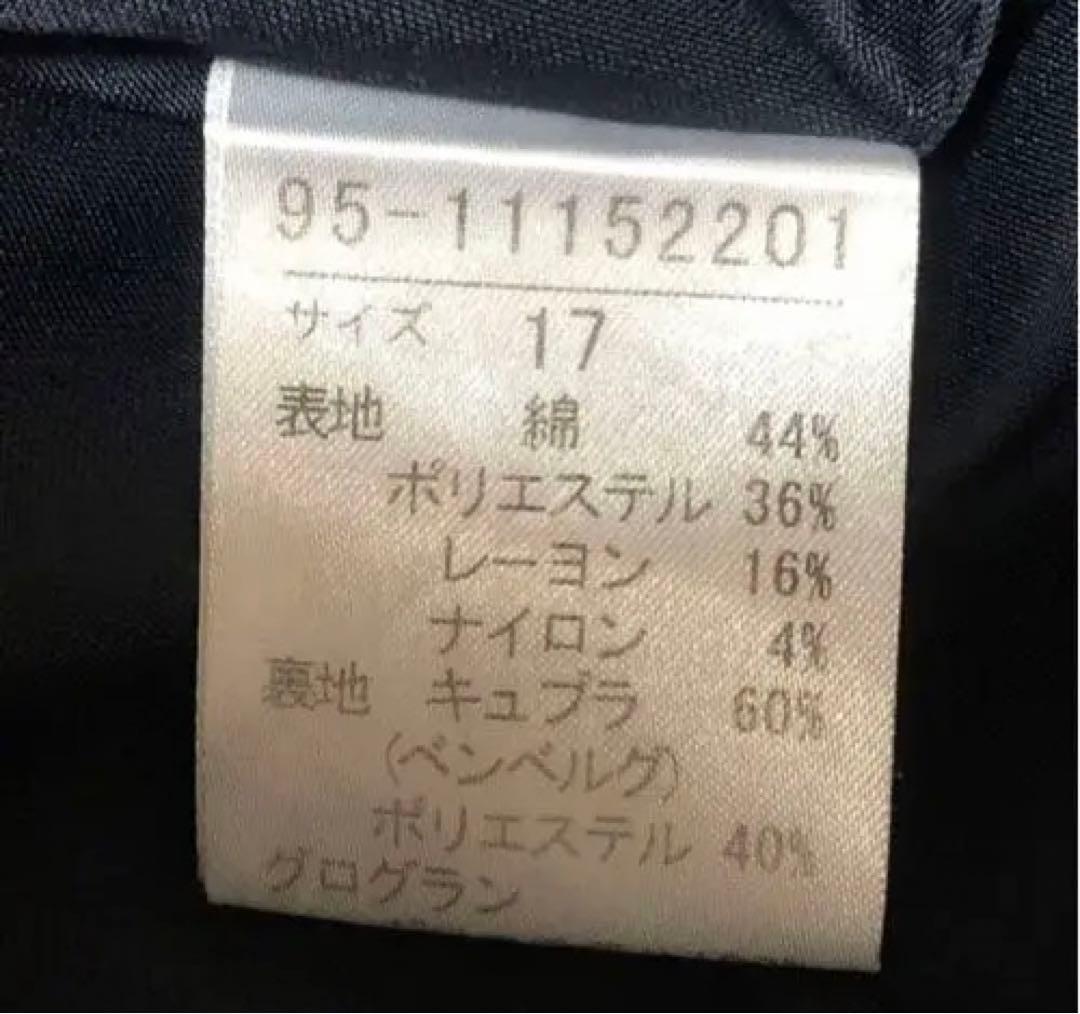 95-11152201
サイズ 17
表地 綿 44%
ポリエステル 36%
レーヨン 16%
ナイロン 4%
裏地 キュプラ 60%
(ベンベルグ)
ポリエステル 40%
グログラン